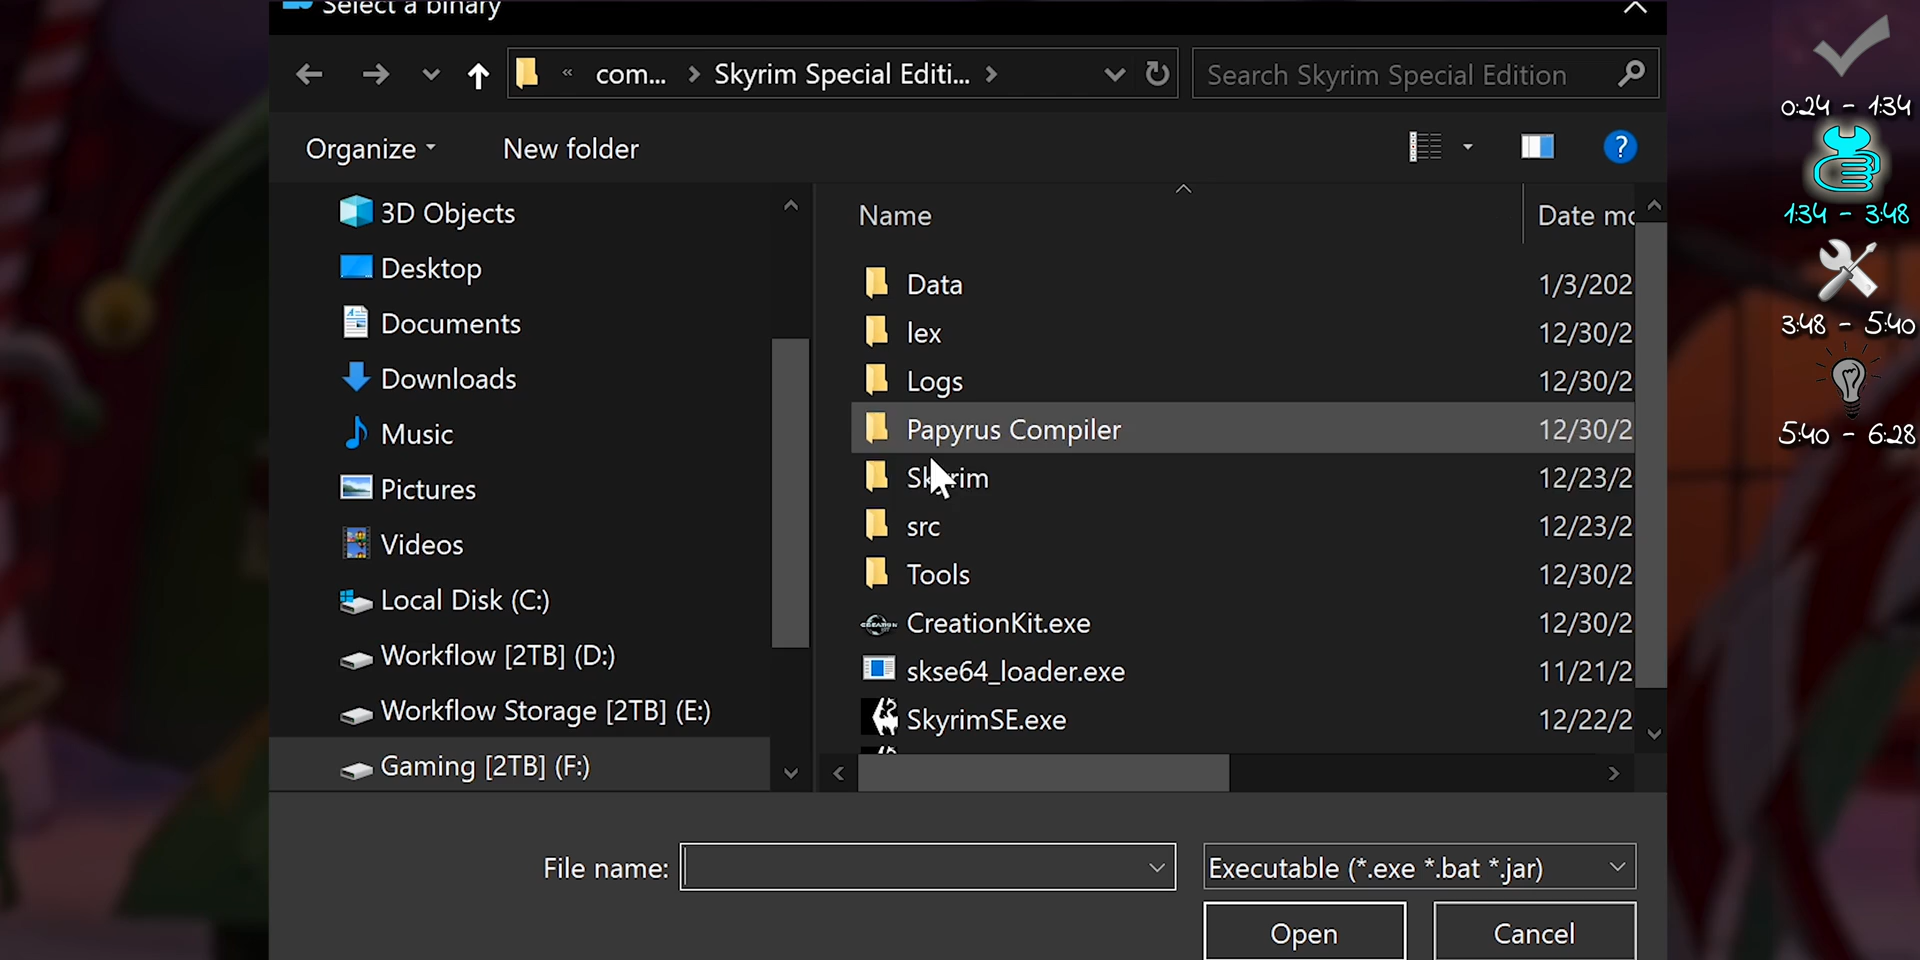 Select a binary
« com... > Skyrim Special Editi... >
Search Skyrim Special Edition
Organize
New folder
?
3D Objects
Desktop
Documents
Downloads
Music
Pictures
Videos
Local Disk (C:)
Workflow [2TB] (D:)
Workflow Storage [2TB] (E:)
Gaming [2TB] (F:)
Name
Date mo
Data 1/3/202
lex 12/30/2
Logs 12/30/2
Papyrus Compiler 12/30/2
Skyrim 12/23/2
src 12/23/2
Tools 12/30/2
CreationKit.exe 12/30/2
skse64_loader.exe 11/21/2
SkyrimSE.exe 12/22/2
File name:
Executable (*.exe *.bat *.jar)
Open
Cancel
0:24 - 1:34
1:34 - 3:48
3:48 - 5:40
5:40 - 6:28